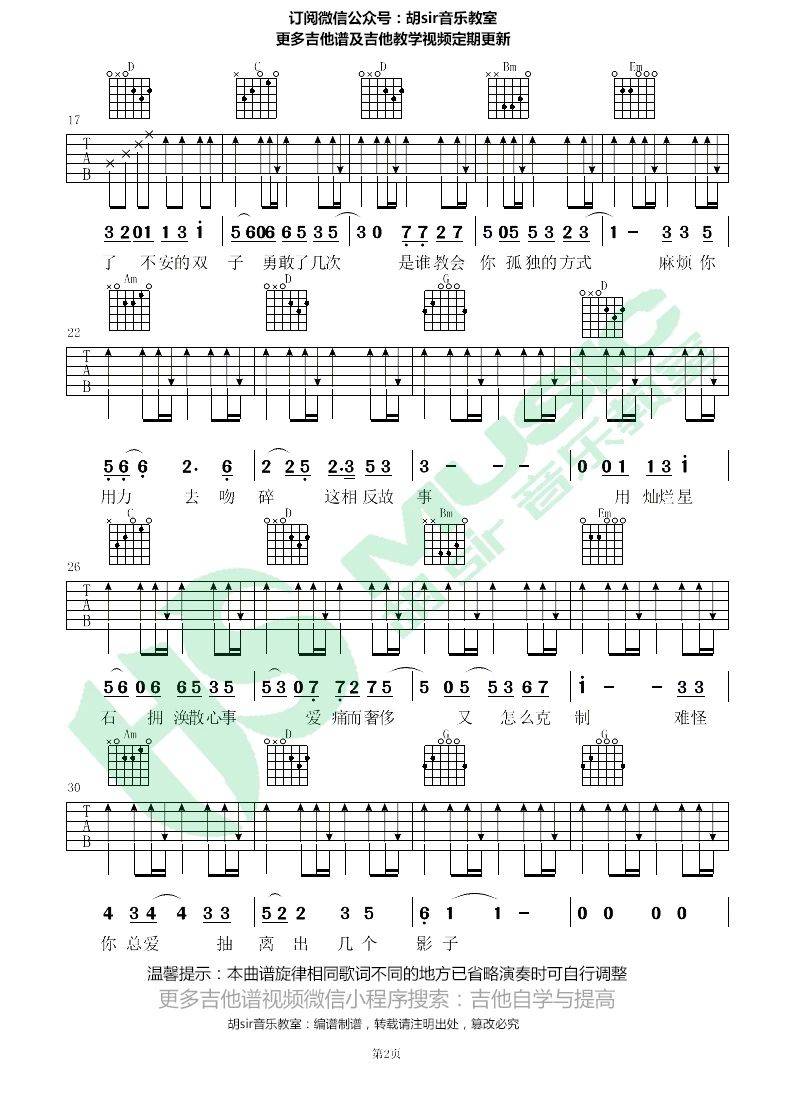 订阅微信公众号：胡sir音乐教室
更多吉他谱及吉他教学视频定期更新
D C D Bm Em
17
T A B
3 2 0 1 1 3 i 5 6 0 6 6 5 3 5 3 0 7 7 2 7 5 0 5 5 3 2 3 1 - 3 3 5
了 不安的双 子 勇敢了几次 是谁教会 你 孤独的方式 麻烦你
Am D G D
22
T A B
5 6 6 2. 6 2 2 2 5 2.3 5 3 3 - - - 0 0 0 1 1 3 i
用力 去 吻 碎 这相反故 事 用 灿烂星
C D Bm Em
26
T A B
5 6 0 6 6 5 3 5 5 3 0 7 7 2 7 5 5 0 5 5 3 6 7 1 - - 3 3
石 拥 涣散心事 爱 痛而奢侈 又 怎么克 制 难怪
Am D G G
30
T A B
4 3 4 4 3 3 5 2 2 3 5 6 1 1 - 0 0 0 0
你 总爱 抽 离 出 几 个 影 子
HS MUSIC
胡 sir 音乐教室
温馨提示：本曲谱旋律相同歌词不同的地方已省略演奏时可自行调整
更多吉他谱视频微信小程序搜索：吉他自学与提高
胡sir音乐教室：编谱制谱，转载请注明出处，篡改必究
第2页